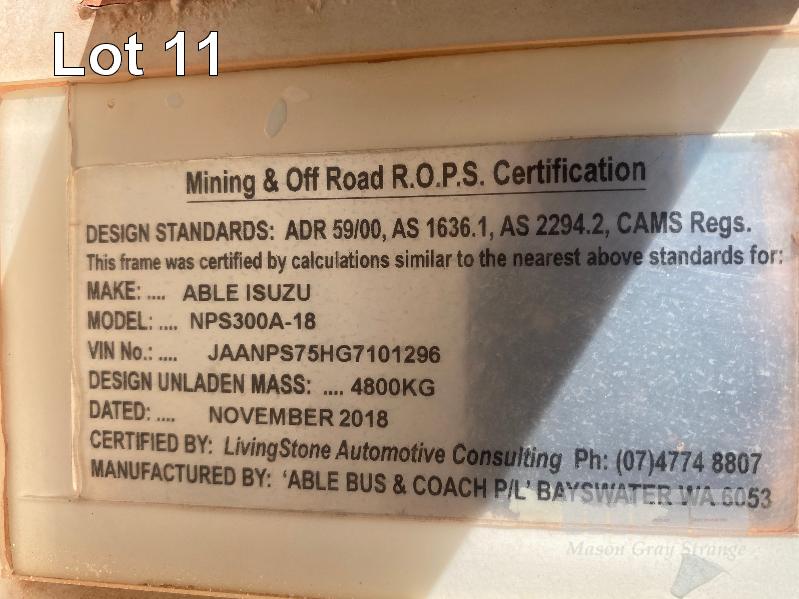 Lot 11
Mining & Off Road R.O.P.S. Certification
DESIGN STANDARDS: ADR 59/00, AS 1636.1, AS 2294.2, CAMS Regs.
This frame was certified by calculations similar to the nearest above standards for:
MAKE: .... ABLE ISUZU
MODEL: .... NPS300A-18
VIN No.: .... JAANPS75HG7101296
DESIGN UNLADEN MASS: .... 4800KG
DATED: .... NOVEMBER 2018
CERTIFIED BY: LivingStone Automotive Consulting Ph: (07)4774 8807
MANUFACTURED BY: 'ABLE BUS & COACH P/L' BAYSWATER WA 6053
Mason Gray Strange